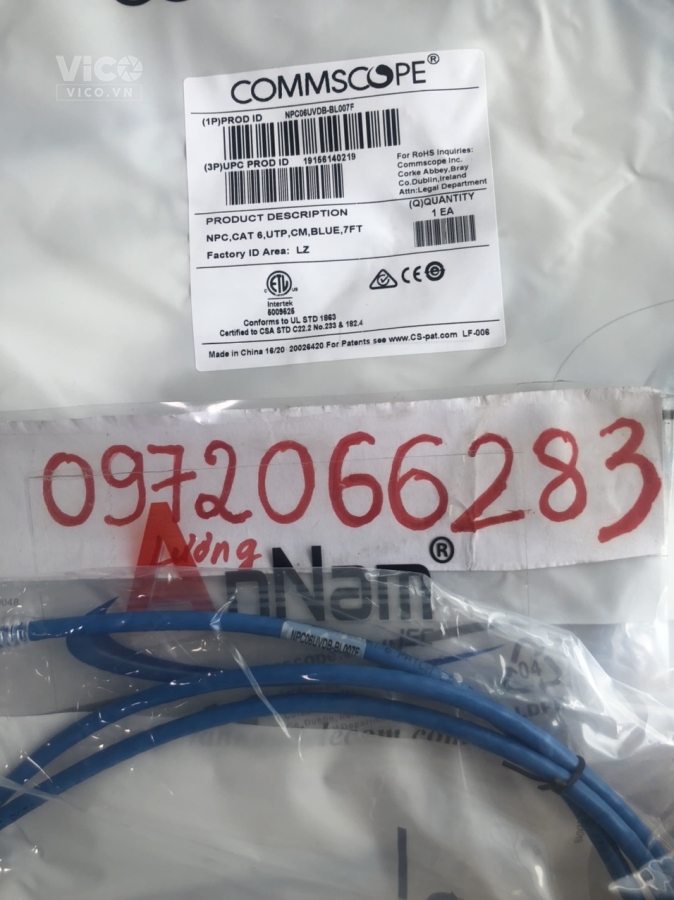 ViCO
VICO.VN
COMMSCOPE®
(1P)PROD ID NPC06UVDB-BL007F
(3P)UPC PROD ID 19156140219
For RoHS Inquiries:
Commscope Inc.
Corke Abbey,Bray
Co.Dublin,Ireland
Attn:Legal Department
(Q)QUANTITY
1 EA
PRODUCT DESCRIPTION
NPC,CAT 6,UTP,CM,BLUE,7FT
Factory ID Area: LZ
ETL
US
Intertek
5009526
Conforms to UL STD 1863
Certified to CSA STD C22.2 No.233 & 182.4
Made in China 16/20 20026420 For Patents see www.CS-pat.com LF-006
0972066283
AnNam®
NPC06UVDB-BL007F